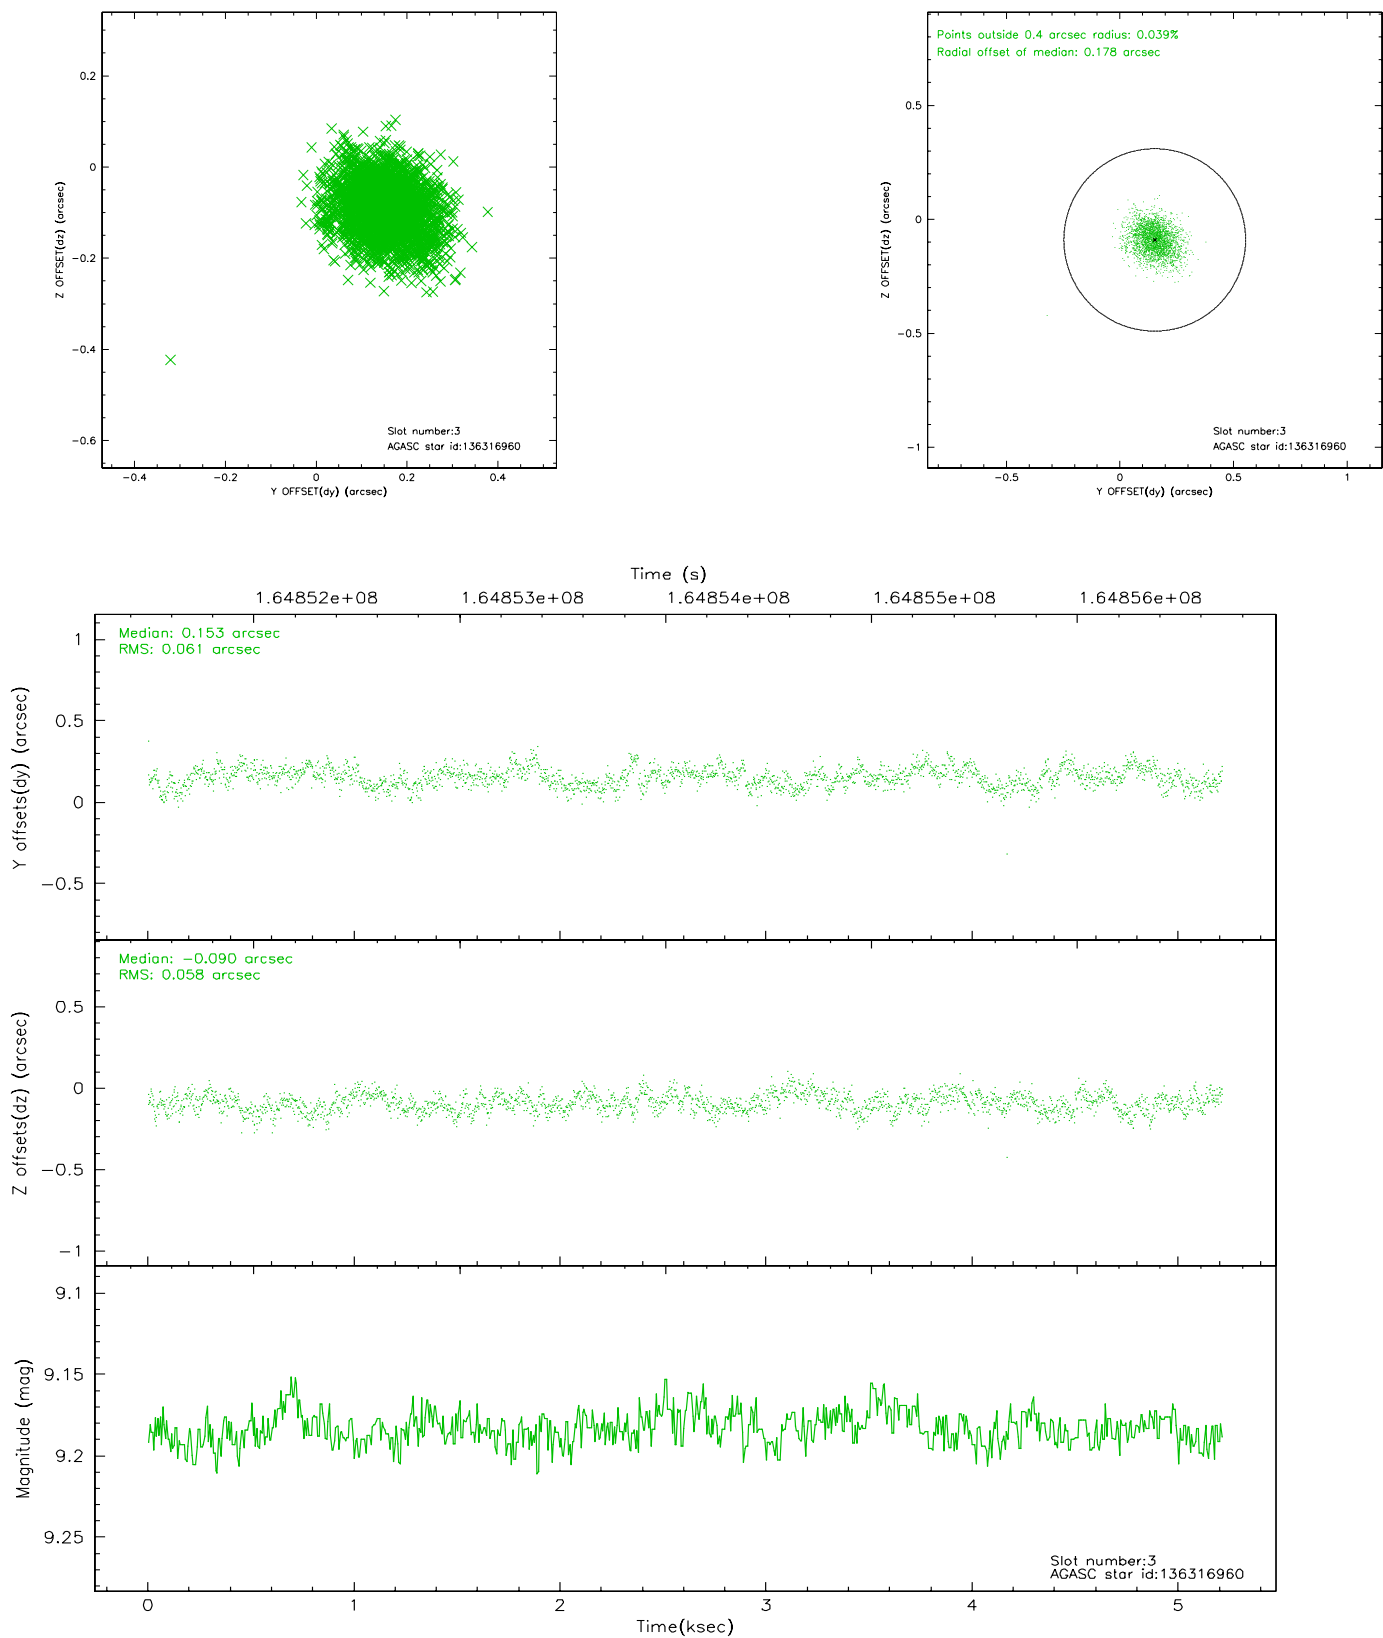 0.2
0
-0.2
-0.4
-0.6
Z OFFSET(dz) (arcsec)
Slot number:3
AGASC star id:136316960
-0.4 -0.2 0 0.2 0.4
Y OFFSET(dy) (arcsec)
Points outside 0.4 arcsec radius: 0.039%
Radial offset of median: 0.178 arcsec
0.5
0
-0.5
-1
Z OFFSET(dz) (arcsec)
Slot number:3
AGASC star id:136316960
-0.5 0 0.5 1
Y OFFSET(dy) (arcsec)
Time (s)
1.64852e+08 1.64853e+08 1.64854e+08 1.64855e+08 1.64856e+08
Median: 0.153 arcsec
RMS: 0.061 arcsec
1
0.5
0
-0.5
Y offsets(dy) (arcsec)
Median: -0.090 arcsec
RMS: 0.058 arcsec
0.5
0
-0.5
-1
Z offsets(dz) (arcsec)
9.1
9.15
9.2
9.25
Magnitude (mag)
Slot number:3
AGASC star id:136316960
0 1 2 3 4 5
Time(ksec)